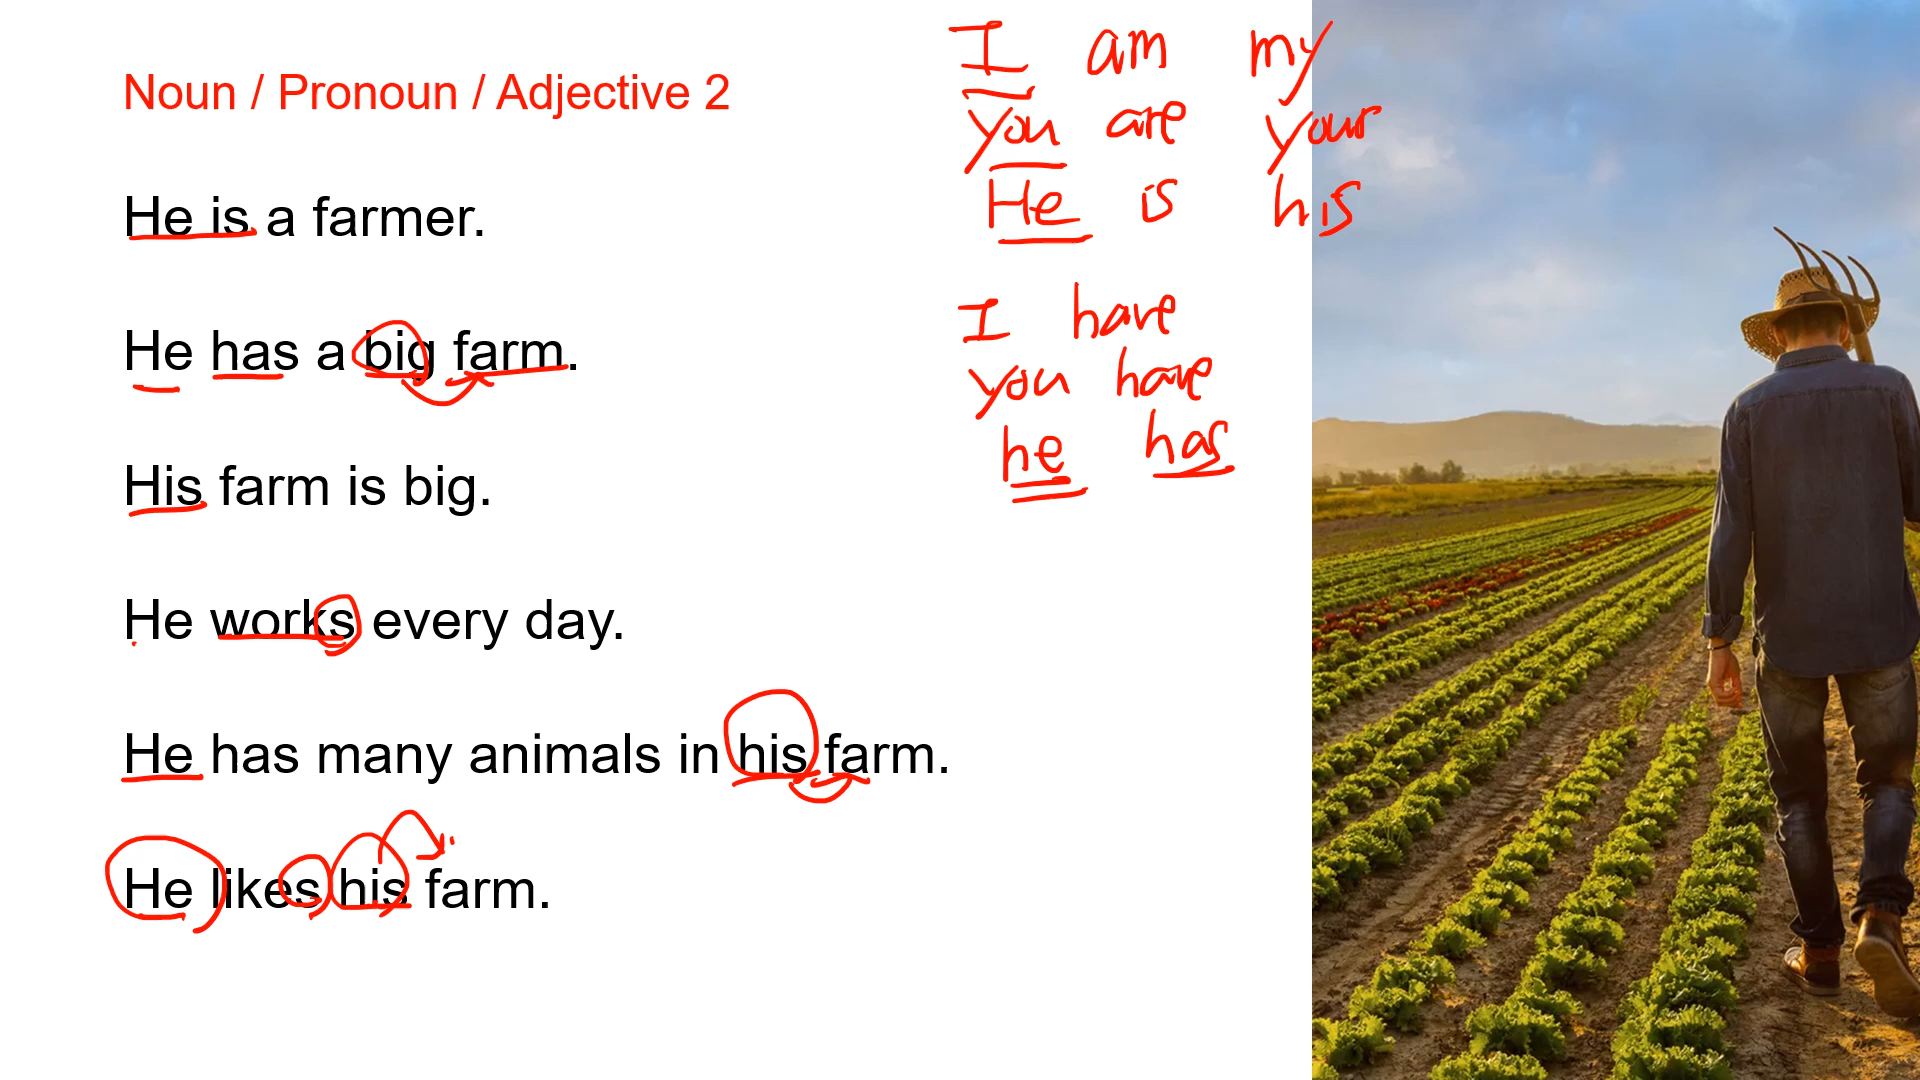 Noun / Pronoun / Adjective 2
He is a farmer.
He has a big farm.
His farm is big.
He works every day.
He has many animals in his farm.
He likes his farm.
I am my
you are your
He is his
I have
you have
he has